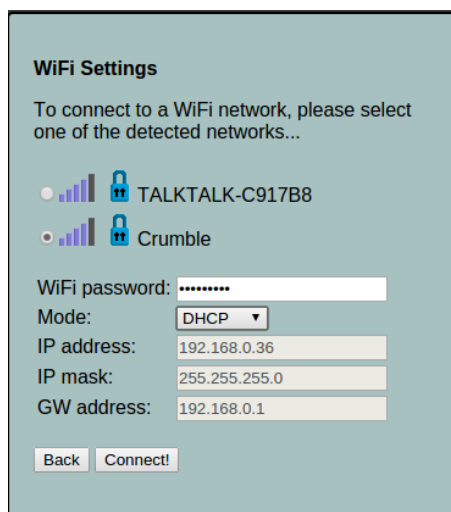 WiFi Settings
To connect to a WiFi network, please select
one of the detected networks...
TALKTALK-C917B8
Crumble
WiFi password: •••••••••
Mode: DHCP
IP address: 192.168.0.36
IP mask: 255.255.255.0
GW address: 192.168.0.1
Back Connect!